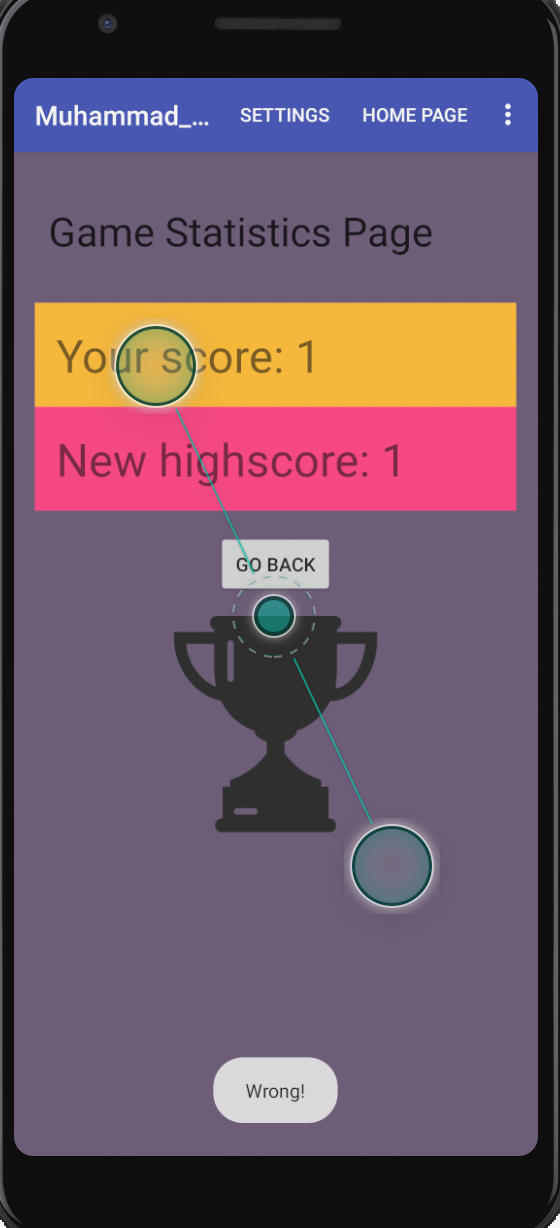 Muhammad_... SETTINGS HOME PAGE
Game Statistics Page
Your score: 1
New highscore: 1
GO BACK
Wrong!